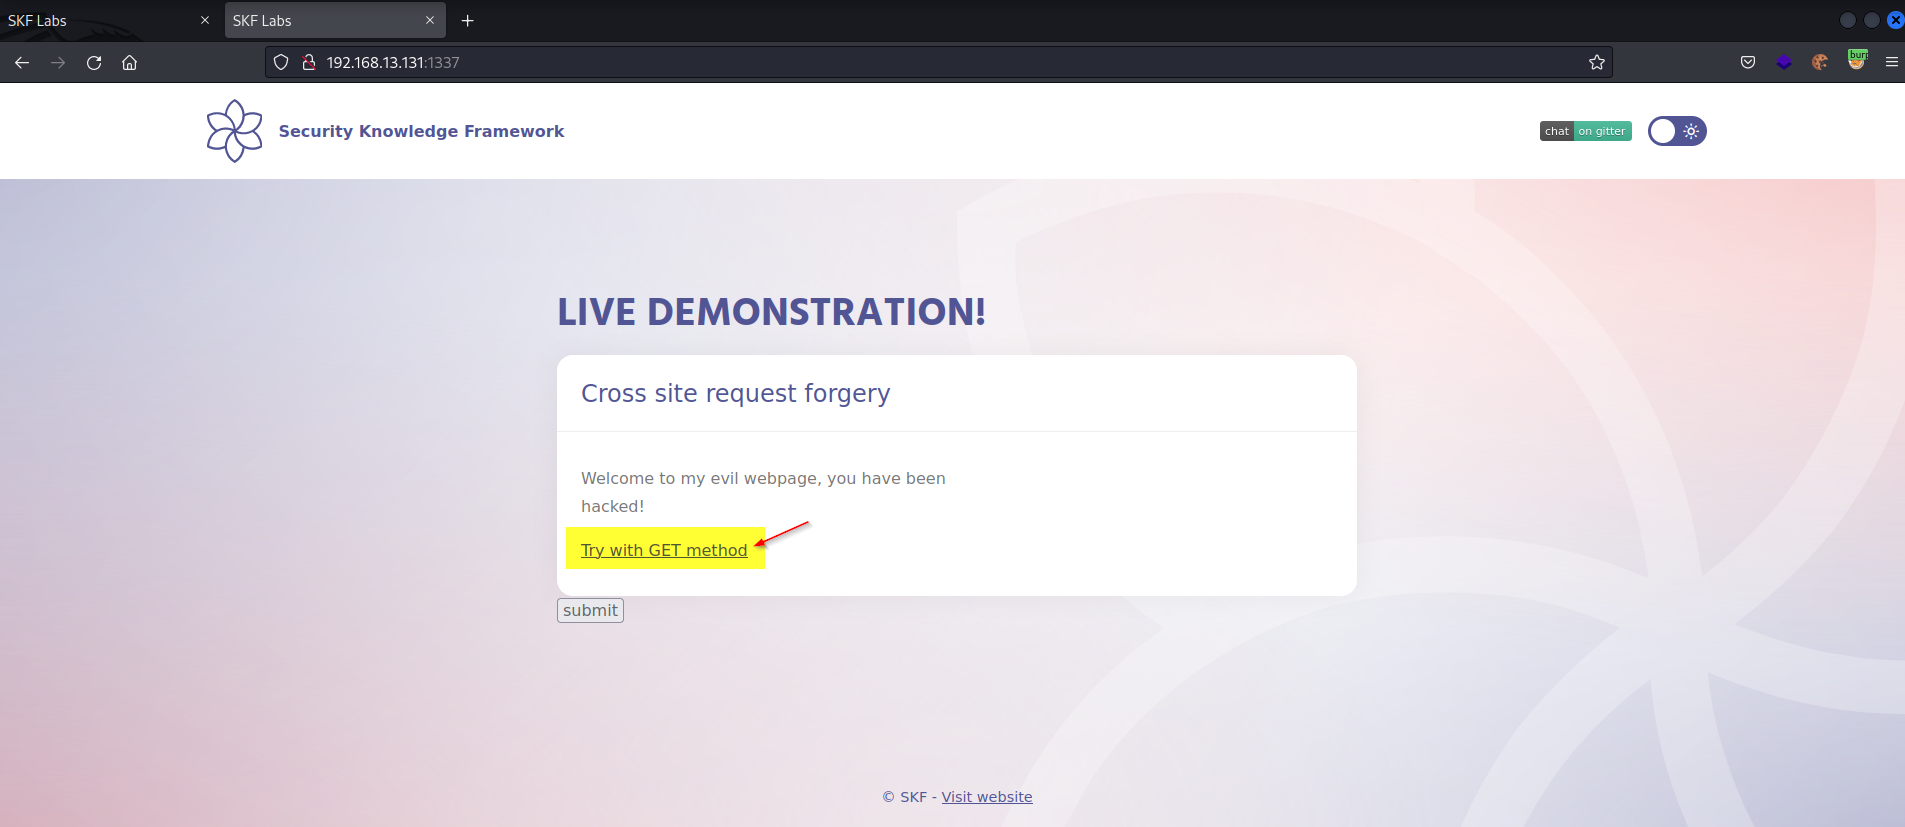 SKF Labs
SKF Labs
192.168.13.131:1337
burp
Security Knowledge Framework
chat on gitter
LIVE DEMONSTRATION!
Cross site request forgery
Welcome to my evil webpage, you have been
hacked!
Try with GET method
submit
© SKF - Visit website